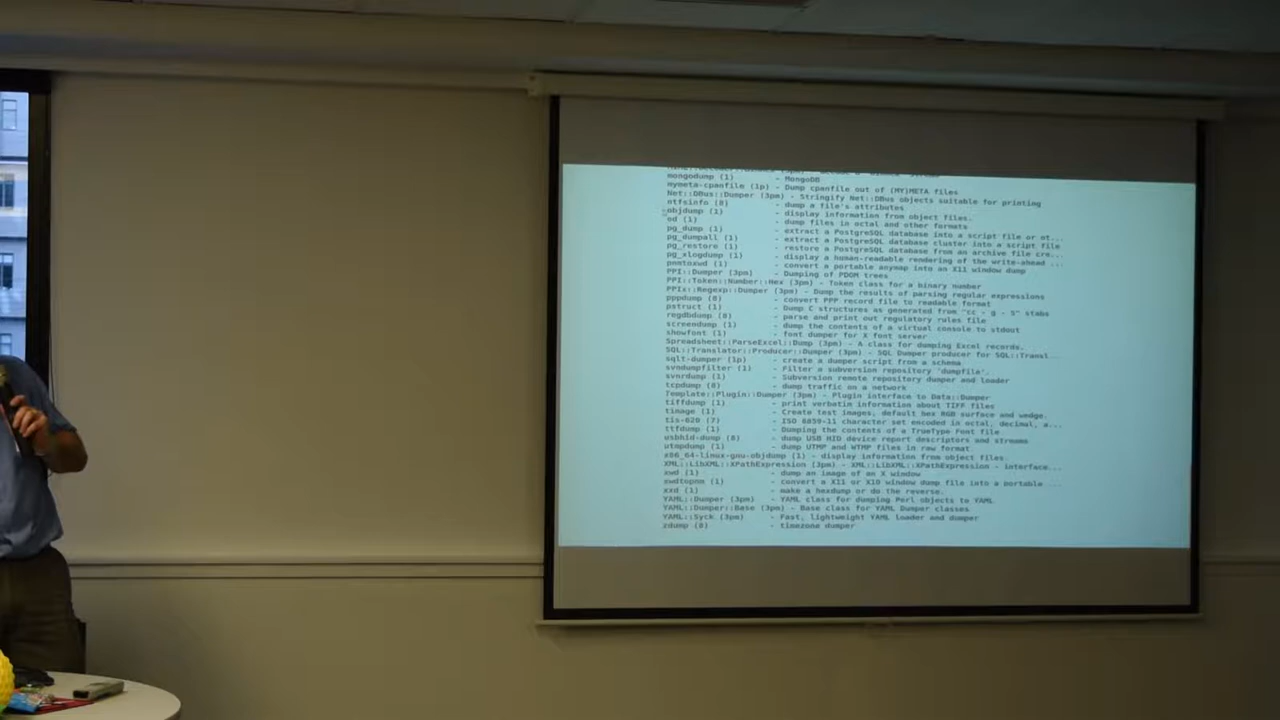 mongodump (1) - MongoDB
mymeta-cpanfile (1p) - Dump cpanfile out of (MY)META files
Net::DBus::Dumper (3pm) - Stringify Net::DBus objects suitable for printing
ntfsinfo (8) - dump a file's attributes
objdump (1) - display information from object files.
od (1) - dump files in octal and other formats
pg_dump (1) - extract a PostgreSQL database into a script file or ot...
pg_dumpall (1) - extract a PostgreSQL database cluster into a script file
pg_restore (1) - restore a PostgreSQL database from an archive file cre...
pg_xlogdump (1) - display a human-readable rendering of the write-ahead ...
pnmtoxwd (1) - convert a portable anymap into an X11 window dump
PPI::Dumper (3pm) - Dumping of PDOM trees
PPI::Token::Number::Hex (3pm) - Token class for a binary number
PPIx::Regexp::Dumper (3pm) - Dump the results of parsing regular expressions
pppdump (8) - convert PPP record file to readable format
pstruct (1) - Dump C structures as generated from "cc -g -S" stabs
regdbdump (8) - parse and print out regulatory rules file
screendump (1) - dump the contents of a virtual console to stdout
showfont (1) - font dumper for X font server
Spreadsheet::ParseExcel::Dump (3pm) - A class for dumping Excel records.
SQL::Translator::Producer::Dumper (3pm) - SQL Dumper producer for SQL::Transl...
sqlt-dumper (1p) - create a dumper script from a schema
svndumpfilter (1) - Filter a subversion repository 'dumpfile'.
svnrdump (1) - Subversion remote repository dumper and loader
tcpdump (8) - dump traffic on a network
Template::Plugin::Dumper (3pm) - Plugin interface to Data::Dumper
tiffdump (1) - print verbatim information about TIFF files
tinage (1) - Create test images, default hex RGB surface and wedge.
tis-620 (7) - ISO 8859-11 character set encoded in octal, decimal, a...
ttfdump (1) - Dumping the contents of a TrueType Font file
usbhid-dump (8) - dump USB HID device report descriptors and streams
utmpdump (1) - dump UTMP and WTMP files in raw format
x86_64-linux-gnu-objdump (1) - display information from object files.
XML::LibXML::XPathExpression (3pm) - XML::LibXML::XPathExpression - interface...
xwd (1) - dump an image of an X window
xwdtopnm (1) - convert a X11 or X10 window dump file into a portable ...
xxd (1) - make a hexdump or do the reverse.
YAML::Dumper (3pm) - YAML class for dumping Perl objects to YAML
YAML::Dumper::Base (3pm) - Base class for YAML Dumper classes
YAML::Syck (3pm) - Fast, lightweight YAML loader and dumper
zdump (8) - timezone dumper